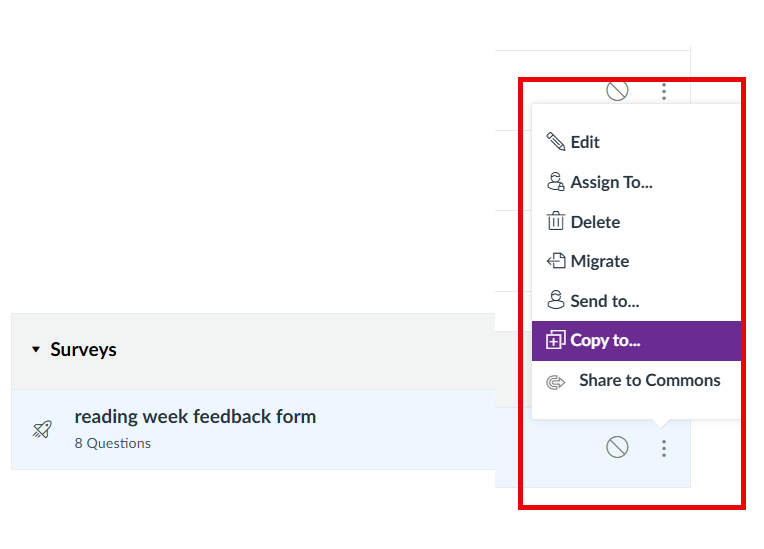 Edit
Assign To...
Delete
Migrate
Send to...
Copy to...
Share to Commons
Surveys
reading week feedback form
8 Questions